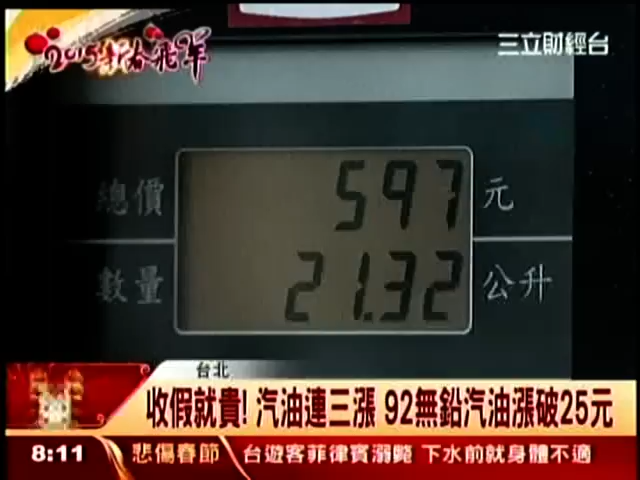 2015新春飛羊
三立財經台
總價 597 元
數量 21.32 公升
台北
收假就貴! 汽油連三漲 92無鉛汽油漲破25元
8:11 悲傷春節 台遊客菲律賓溺斃 下水前就身體不適